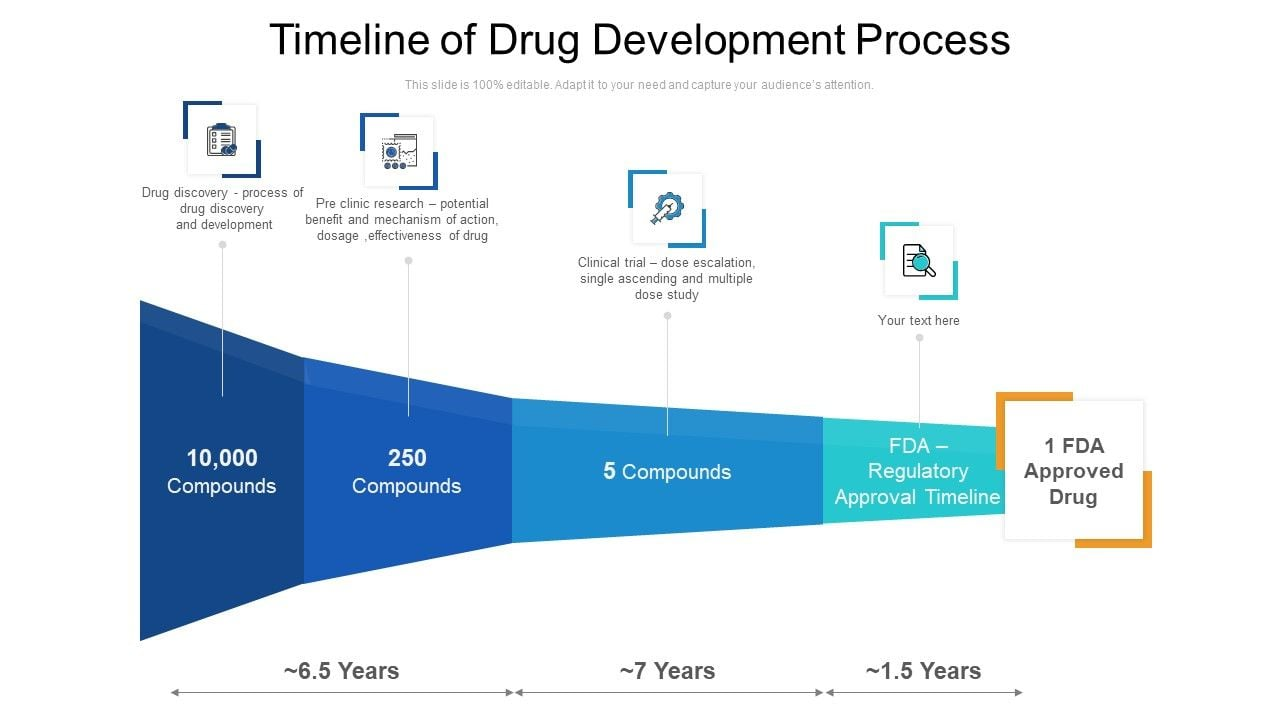 Timeline of Drug Development Process
This slide is 100% editable. Adapt it to your need and capture your audience's attention.
Drug discovery - process of
drug discovery
and development
Pre clinic research – potential
benefit and mechanism of action,
dosage ,effectiveness of drug
Clinical trial – dose escalation,
single ascending and multiple
dose study
Your text here
10,000
Compounds
250
Compounds
5 Compounds
FDA –
Regulatory
Approval Timeline
1 FDA
Approved
Drug
~6.5 Years
~7 Years
~1.5 Years